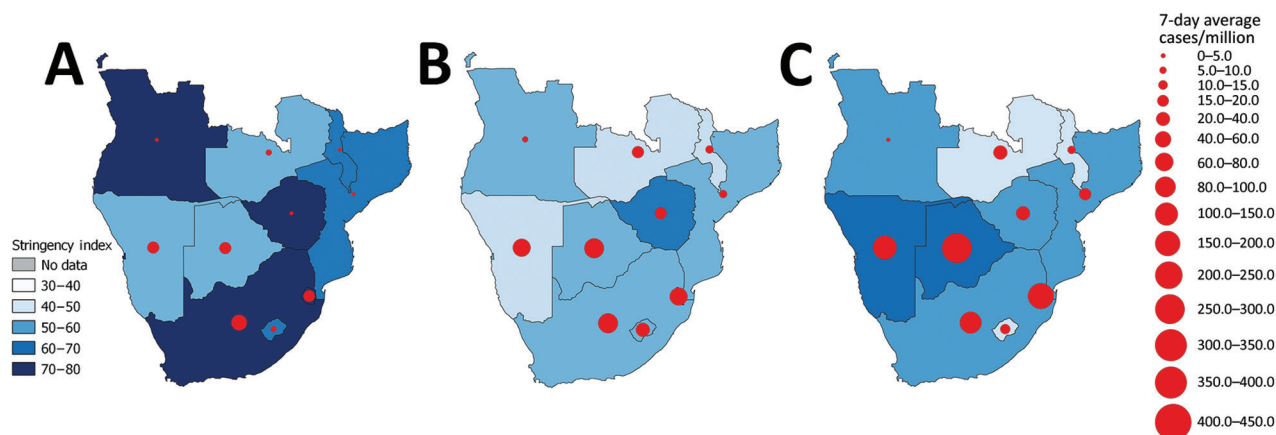 A
B
C
Stringency index
No data
30–40
40–50
50–60
60–70
70–80
7-day average
cases/million
0–5.0
5.0–10.0
10.0–15.0
15.0–20.0
20.0–40.0
40.0–60.0
60.0–80.0
80.0–100.0
100.0–150.0
150.0–200.0
200.0–250.0
250.0–300.0
300.0–350.0
350.0–400.0
400.0–450.0